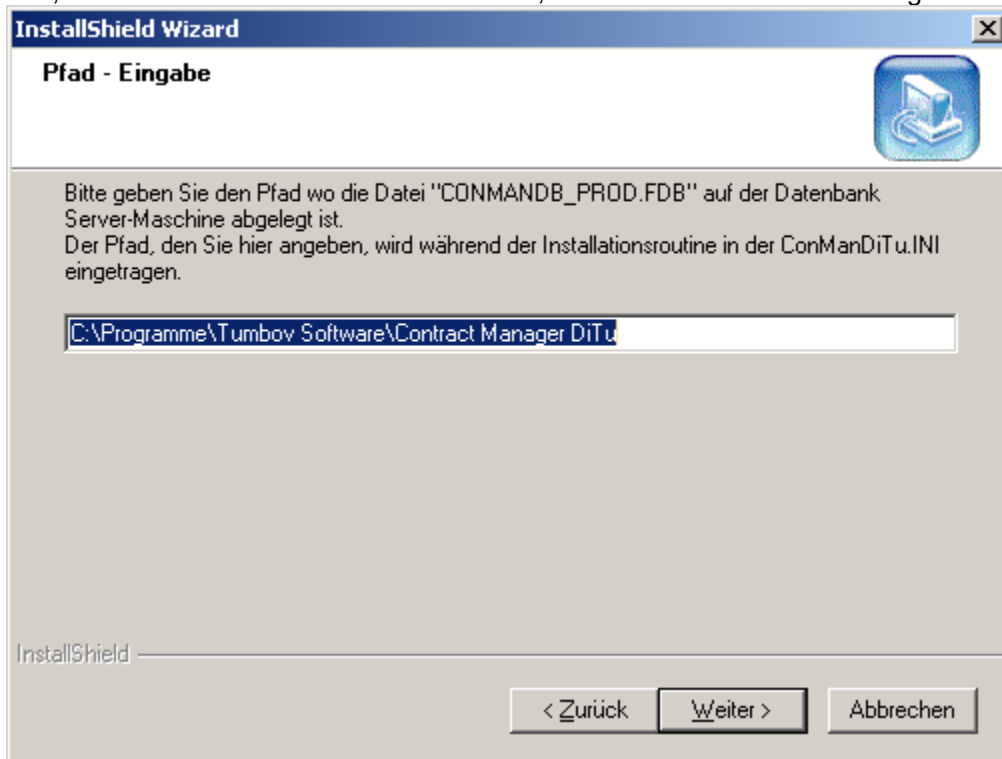 InstallShield Wizard
Pfad - Eingabe
Bitte geben Sie den Pfad wo die Datei "CONMANDB_PROD.FDB" auf der Datenbank
Server-Maschine abgelegt ist.
Der Pfad, den Sie hier angeben, wird während der Installationsroutine in der ConManDiTu.INI
eingetragen.
C:\Programme\Tumbov Software\Contract Manager DiTu
InstallShield
< Zurück Weiter > Abbrechen